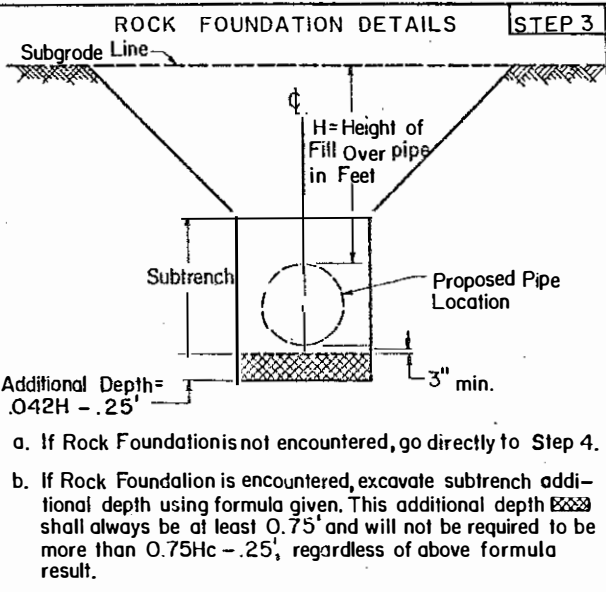 ROCK FOUNDATION DETAILS
STEP 3
Subgrode Line
℄
H=Height of
Fill Over pipe
in Feet
Subtrench
Proposed Pipe
Location
Additional Depth=
.042H - .25'
3" min.
a. If Rock Foundation is not encountered, go directly to Step 4.
b. If Rock Foundalion is encountered, excavate subtrench addi-
tional depth using formula given. This additional depth
shall always be at least 0.75' and will not be required to be
more than 0.75Hc - .25', regardless of above formula
result.